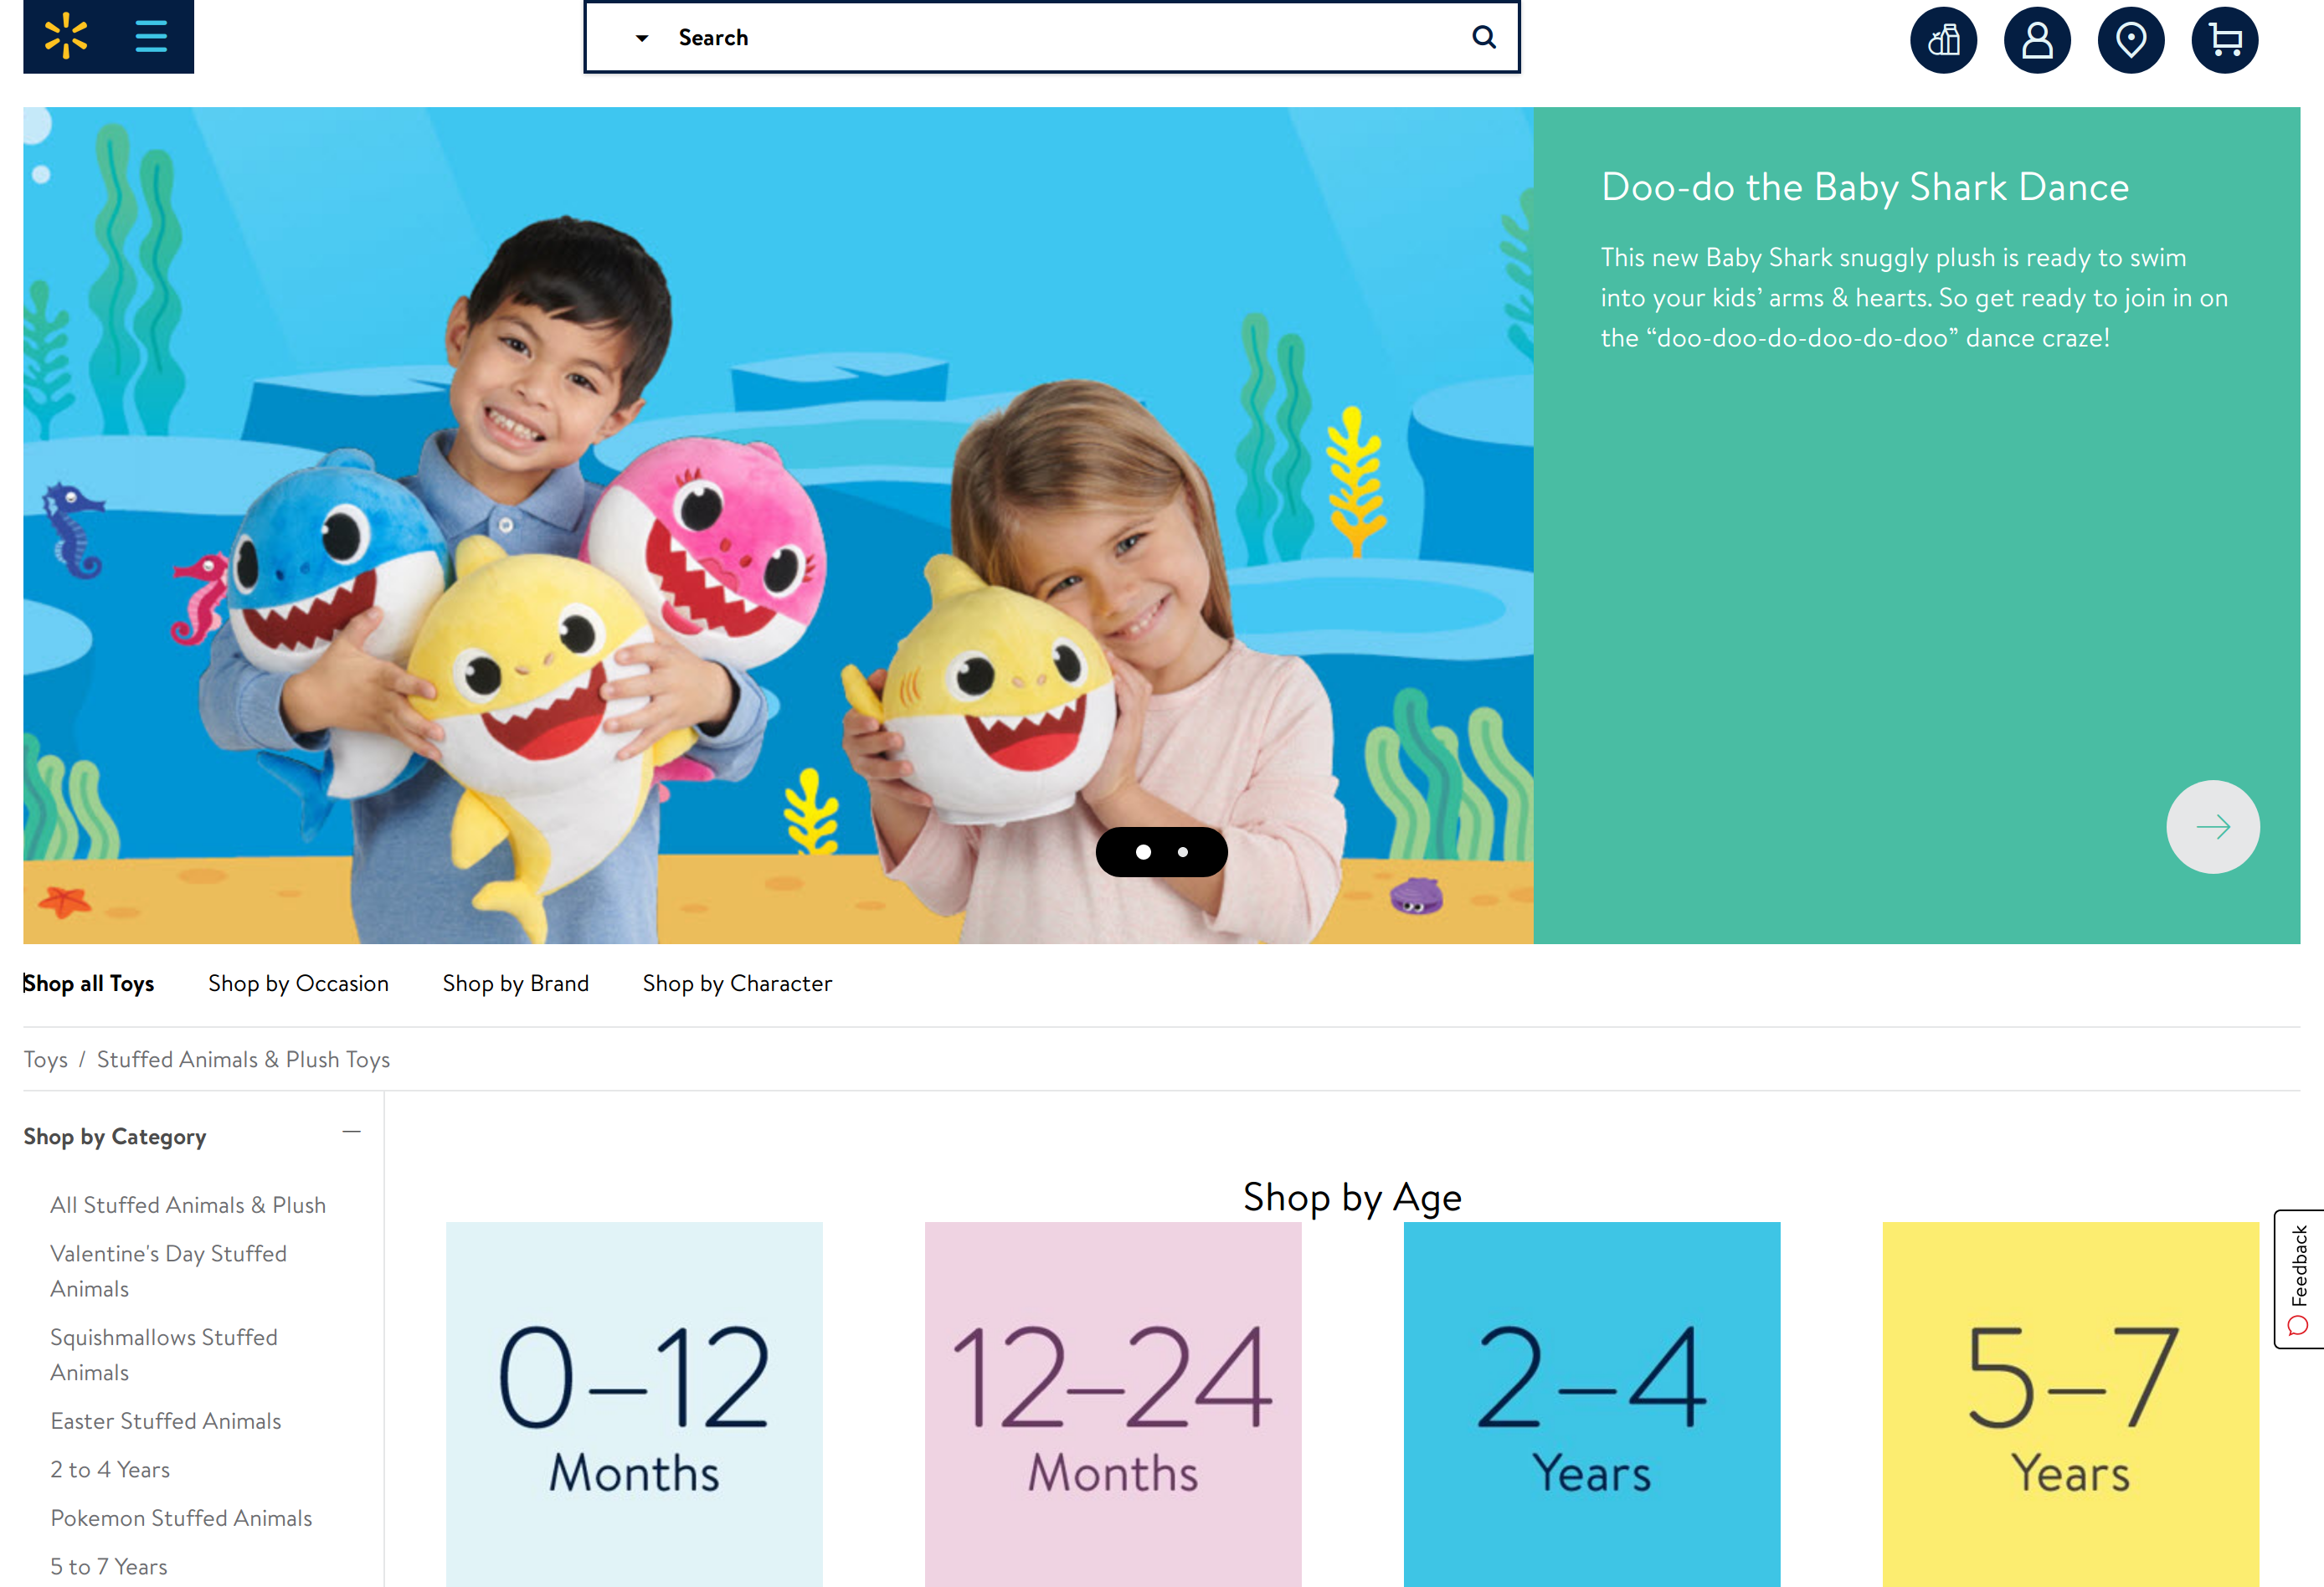 Search
Doo-do the Baby Shark Dance
This new Baby Shark snuggly plush is ready to swim
into your kids’ arms & hearts. So get ready to join in on
the “doo-doo-do-doo-do-doo” dance craze!
Shop all Toys
Shop by Occasion
Shop by Brand
Shop by Character
Toys / Stuffed Animals & Plush Toys
Shop by Category
All Stuffed Animals & Plush
Valentine's Day Stuffed
Animals
Squishmallows Stuffed
Animals
Easter Stuffed Animals
2 to 4 Years
Pokemon Stuffed Animals
5 to 7 Years
Shop by Age
0–12
Months
12–24
Months
2–4
Years
5–7
Years
Feedback